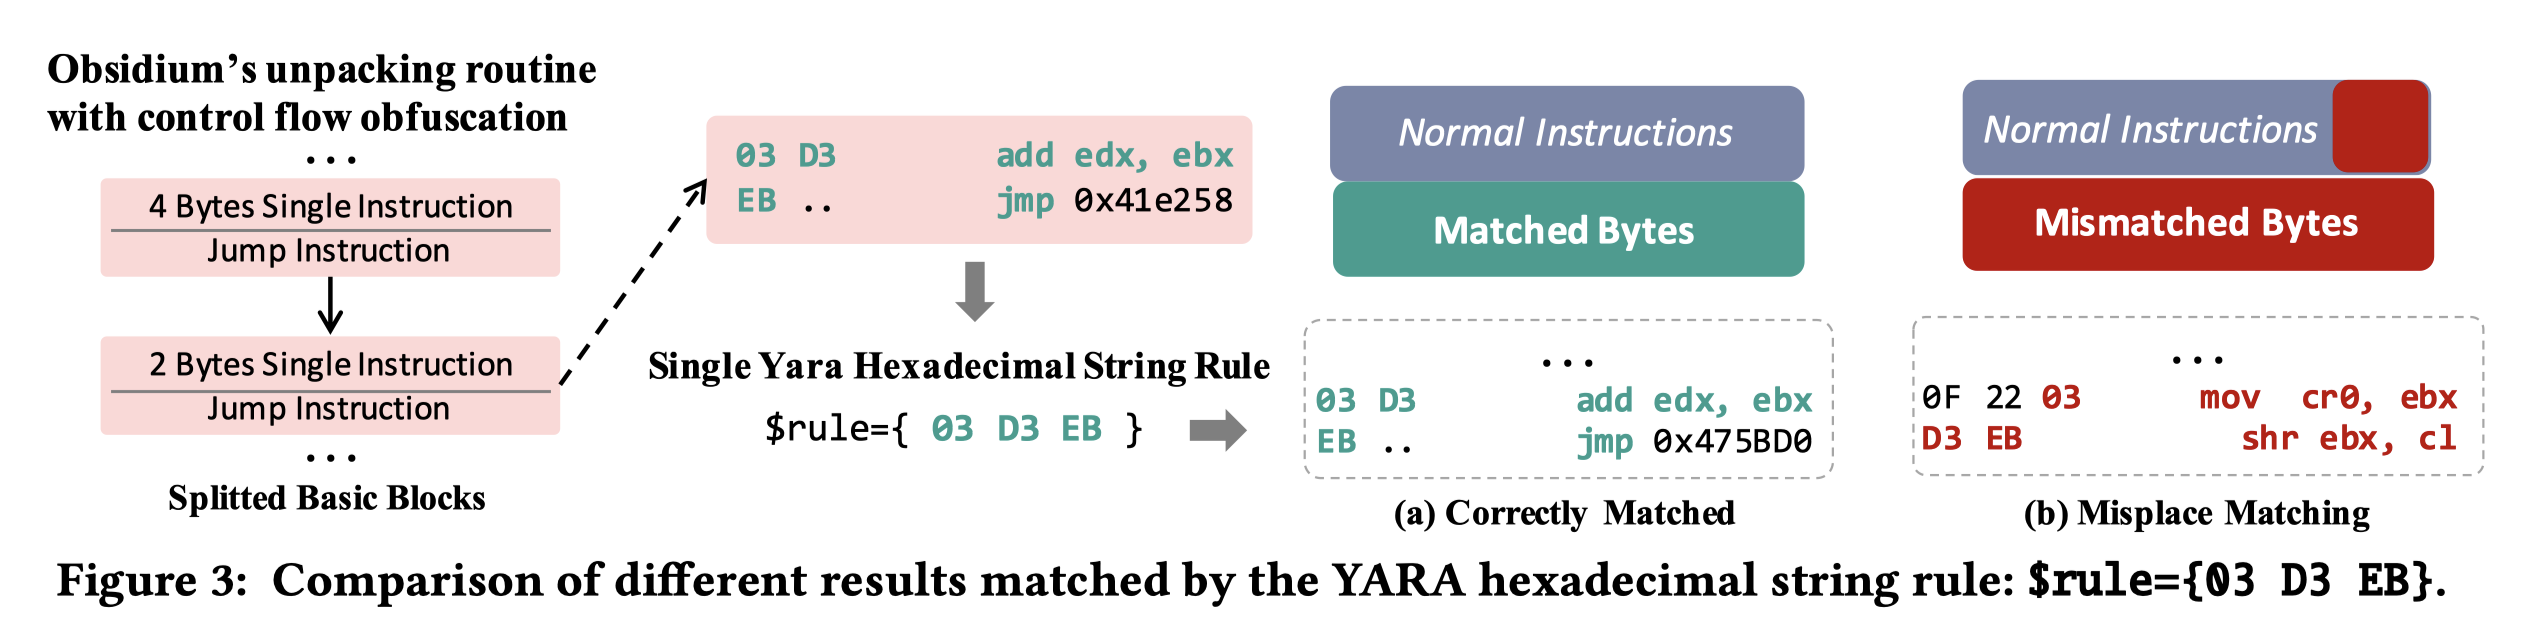 Obsidium's unpacking routine
with control flow obfuscation
...
4 Bytes Single Instruction
Jump Instruction
2 Bytes Single Instruction
Jump Instruction
...
Splitted Basic Blocks
03 D3 add edx, ebx
EB .. jmp 0x41e258
Single Yara Hexadecimal String Rule
$rule={ 03 D3 EB }
Normal Instructions
Matched Bytes
...
03 D3 add edx, ebx
EB .. jmp 0x475BD0
(a) Correctly Matched
Normal Instructions
Mismatched Bytes
...
0F 22 03 mov cr0, ebx
D3 EB shr ebx, cl
(b) Misplace Matching
Figure 3: Comparison of different results matched by the YARA hexadecimal string rule: $rule={03 D3 EB}.